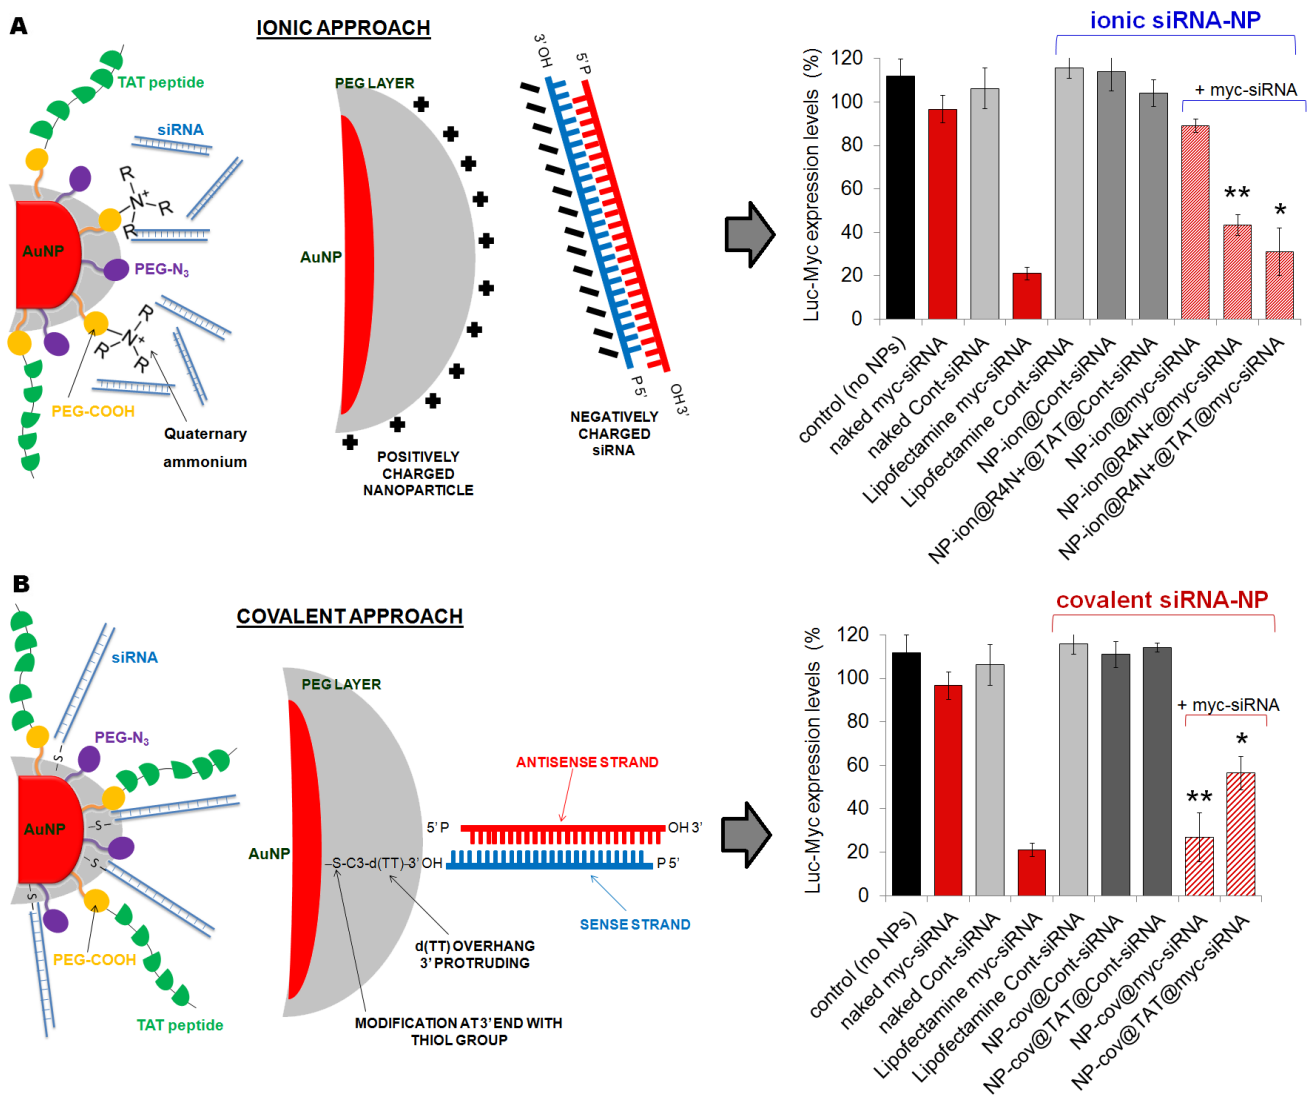 A
IONIC APPROACH
TAT peptide
siRNA
R
N+
R
R
AuNP
PEG-N3
R
N+
R
R
PEG-COOH
Quaternary
ammonium
PEG LAYER
AuNP
POSITIVELY
CHARGED
NANOPARTICLE
3' OH
5' P
P 5'
OH 3'
NEGATIVELY
CHARGED
siRNA
ionic siRNA-NP
+ myc-siRNA
Luc-Myc expression levels (%)
120
100
80
60
40
20
0
**
*
control (no NPs)
naked myc-siRNA
naked Cont-siRNA
Lipofectamine myc-siRNA
Lipofectamine Cont-siRNA
NP-ion@Cont-siRNA
NP-ion@R4N+@TAT@Cont-siRNA
NP-ion@myc-siRNA
NP-ion@R4N+@myc-siRNA
NP-ion@R4N+@TAT@myc-siRNA
B
COVALENT APPROACH
siRNA
PEG-N3
–S–
–S–
–S–
–S–
AuNP
PEG-COOH
TAT peptide
PEG LAYER
AuNP
ANTISENSE STRAND
5' P
OH 3'
–S-C3-d(TT)–3' OH
P 5'
SENSE STRAND
d(TT) OVERHANG
3' PROTRUDING
MODIFICATION AT 3' END WITH
THIOL GROUP
covalent siRNA-NP
+ myc-siRNA
Luc-Myc expression levels (%
120
100
80
60
40
20
0
**
*
control (no NPs)
naked myc-siRNA
naked Cont-siRNA
Lipofectamine myc-siRNA
Lipofectamine Cont-siRNA
NP-cov@Cont-siRNA
NP-cov@TAT@Cont-siRNA
NP-cov@myc-siRNA
NP-cov@TAT@myc-siRNA